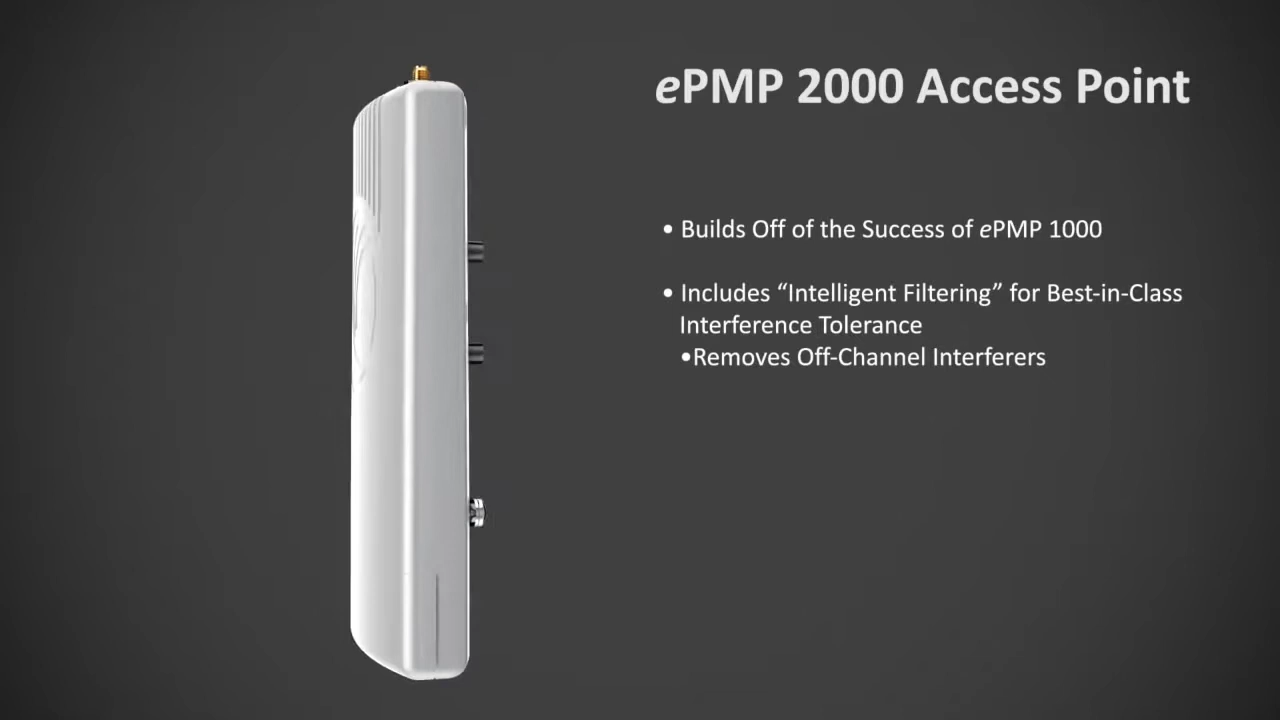 ePMP 2000 Access Point
• Builds Off of the Success of ePMP 1000
• Includes “Intelligent Filtering” for Best-in-Class
Interference Tolerance
•Removes Off-Channel Interferers